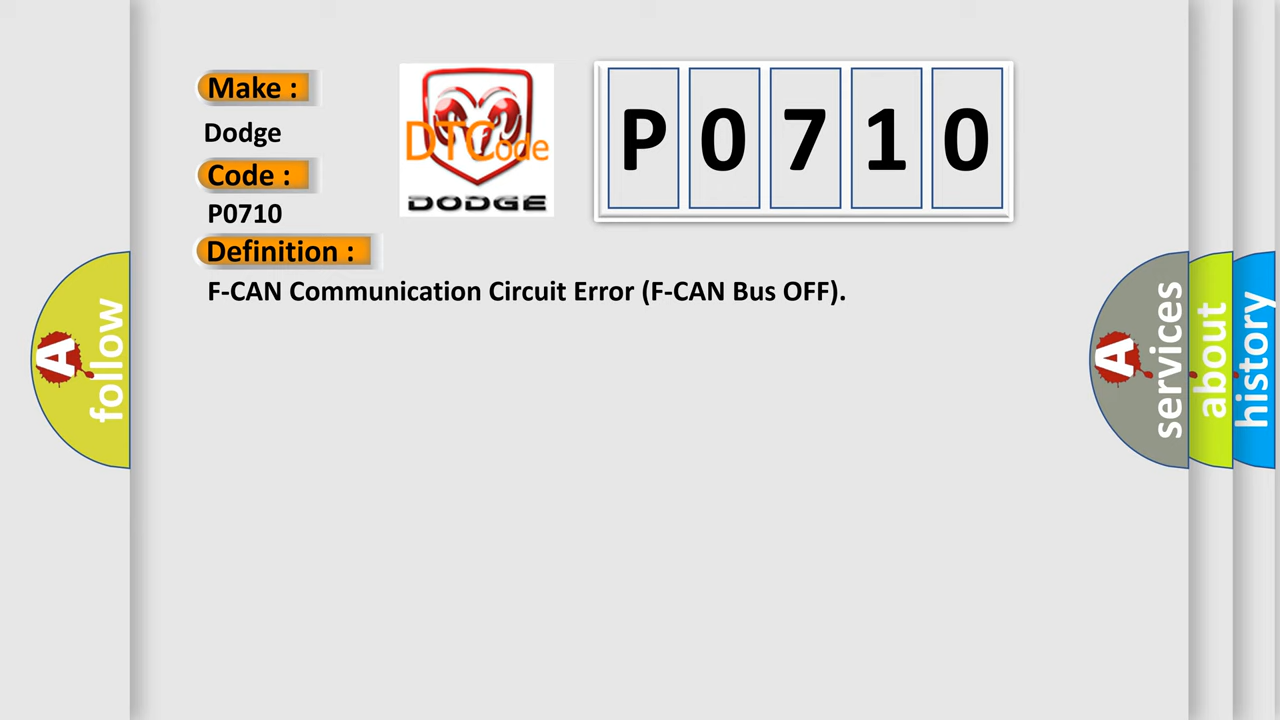 Make :
Dodge
Code :
P0710
Definition :
F-CAN Communication Circuit Error (F-CAN Bus OFF).
DTCode
DODGE
P0710
A follow
A services
about
history